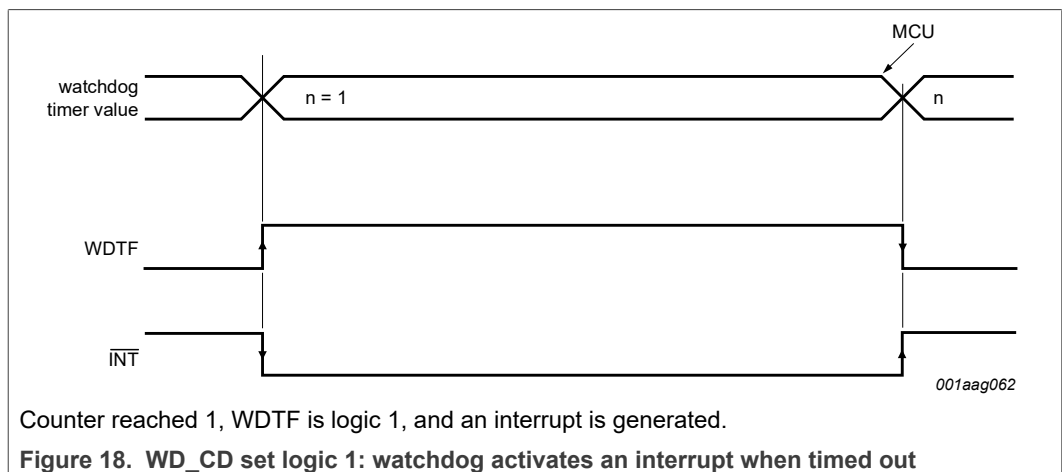 MCU
watchdog
timer value
n = 1
n
WDTF
INT
001aag062
Counter reached 1, WDTF is logic 1, and an interrupt is generated.
Figure 18. WD_CD set logic 1: watchdog activates an interrupt when timed out